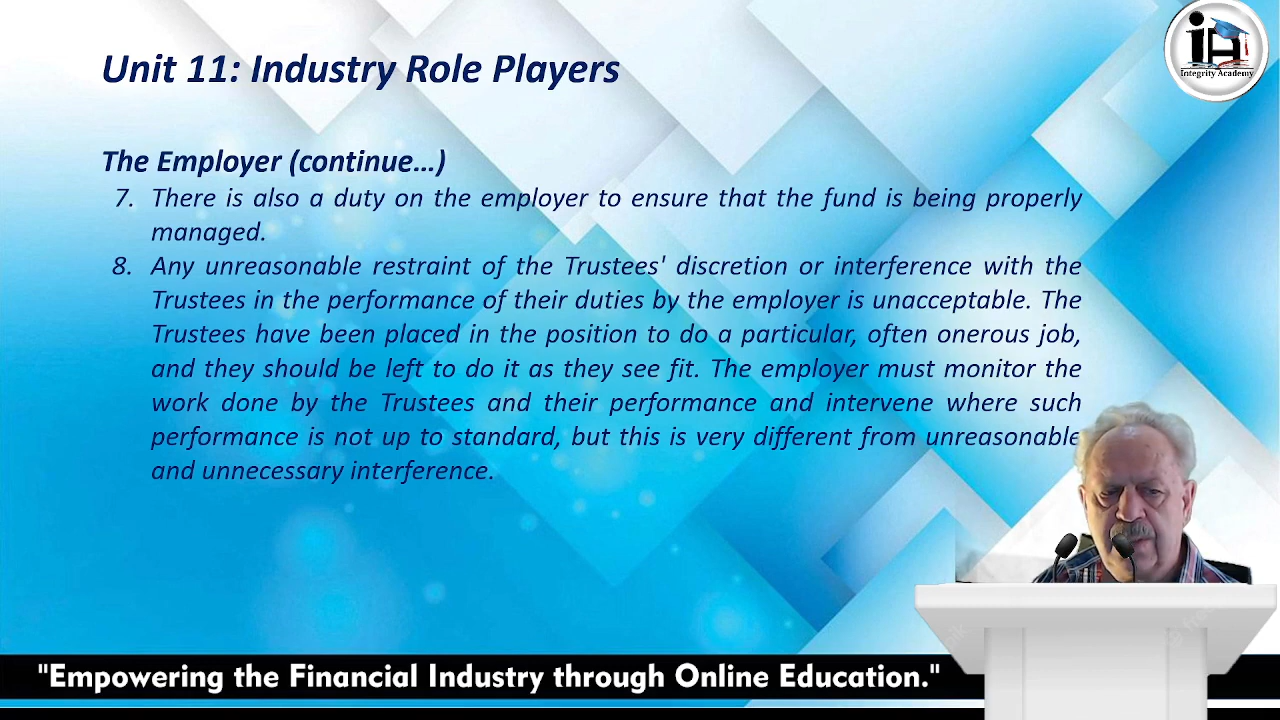 Unit 11: Industry Role Players
iA
Integrity Academy
The Employer (continue...)
7. There is also a duty on the employer to ensure that the fund is being properly
managed.
8. Any unreasonable restraint of the Trustees' discretion or interference with the
Trustees in the performance of their duties by the employer is unacceptable. The
Trustees have been placed in the position to do a particular, often onerous job,
and they should be left to do it as they see fit. The employer must monitor the
work done by the Trustees and their performance and intervene where such
performance is not up to standard, but this is very different from unreasonable
and unnecessary interference.
"Empowering the Financial Industry through Online Education."